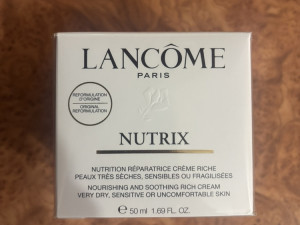 LANCÔME
PARIS
REFORMULATION
D'ORIGINE
ORIGINAL
REFORMULATION
NUTRIX
NUTRITION RÉPARATRICE CRÈME RICHE
PEAUX TRÈS SÈCHES, SENSIBLES OU FRAGILISÉES
NOURISHING AND SOOTHING RICH CREAM
VERY DRY, SENSITIVE OR UNCOMFORTABLE SKIN
℮ 50 ml 1.69 FL. OZ.